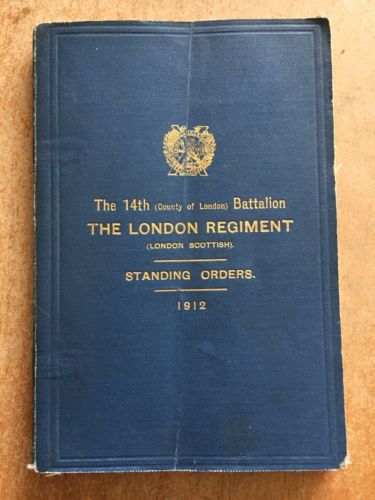 The 14th (County of London) Battalion
THE LONDON REGIMENT
(LONDON SCOTTISH).
STANDING ORDERS.
1912